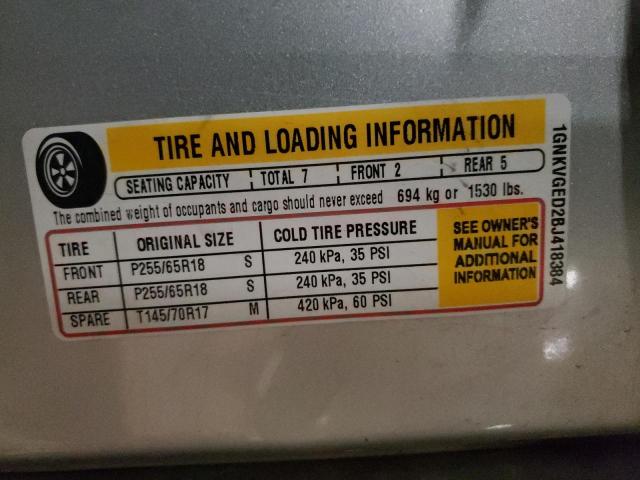 TIRE AND LOADING INFORMATION
SEATING CAPACITY TOTAL 7 FRONT 2 REAR 5
The combined weight of occupants and cargo should never exceed 694 kg or 1530 lbs.
TIRE ORIGINAL SIZE COLD TIRE PRESSURE
FRONT P255/65R18 S 240 kPa, 35 PSI
REAR P255/65R18 S 240 kPa, 35 PSI
SPARE T145/70R17 M 420 kPa, 60 PSI
SEE OWNER'S
MANUAL FOR
ADDITIONAL
INFORMATION
1GNKVGED2BJ418384